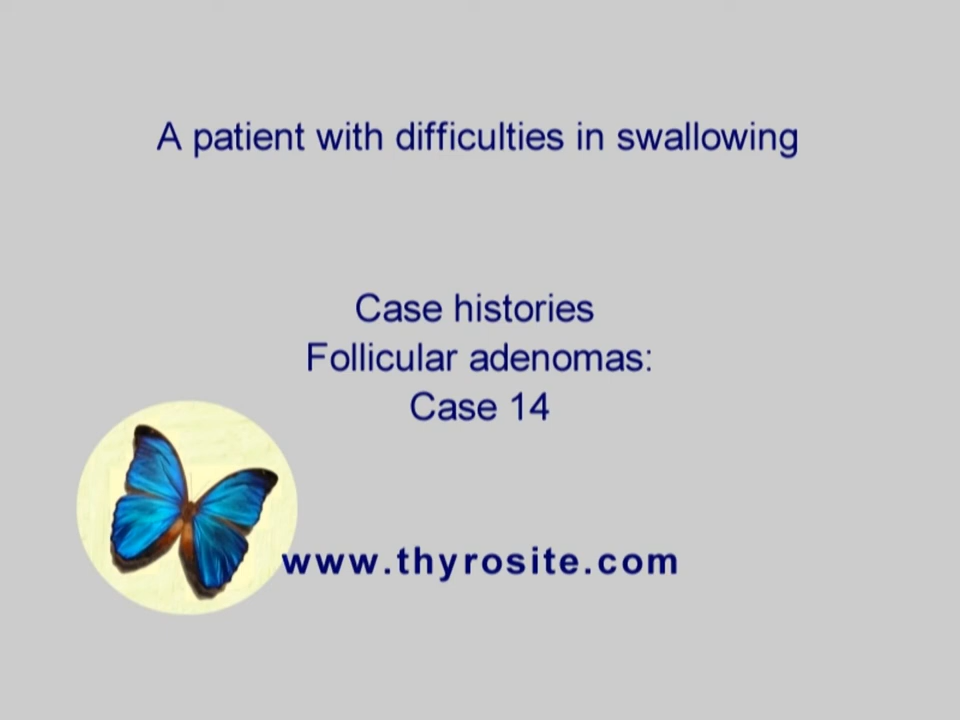 A patient with difficulties in swallowing
Case histories
Follicular adenomas:
Case 14
www.thyrosite.com